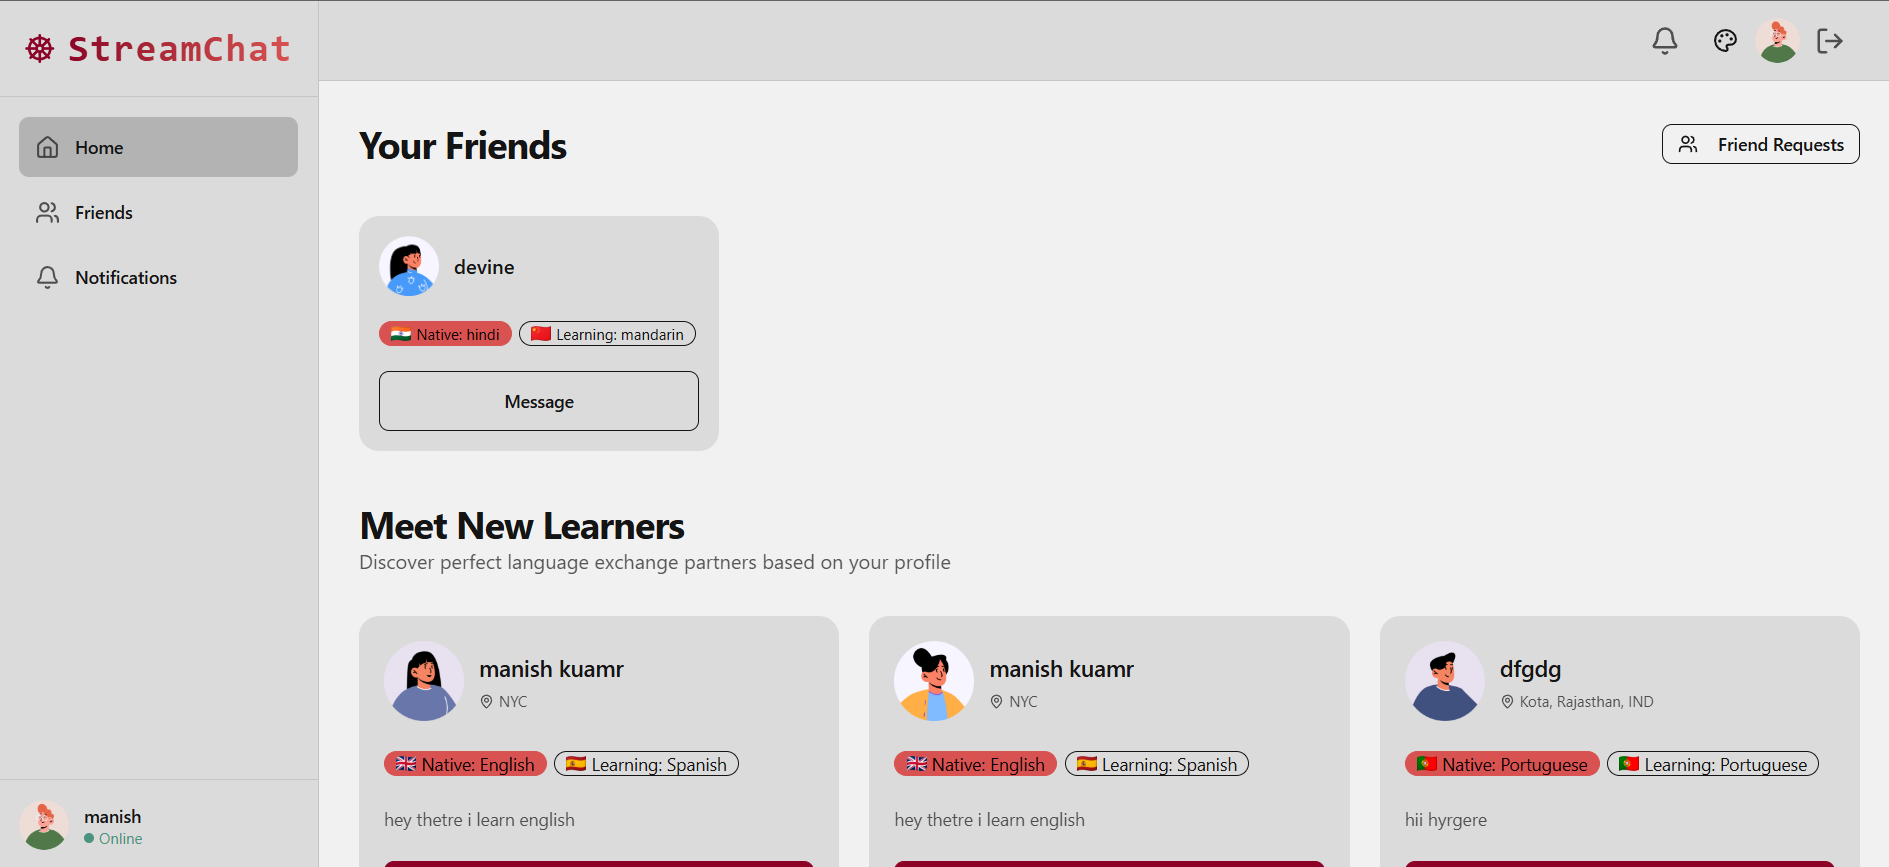 StreamChat
Home
Friends
Notifications
manish
Online
Your Friends
Friend Requests
devine
Native: hindi
Learning: mandarin
Message
Meet New Learners
Discover perfect language exchange partners based on your profile
manish kuamr
NYC
Native: English
Learning: Spanish
hey thetre i learn english
manish kuamr
NYC
Native: English
Learning: Spanish
hey thetre i learn english
dfgdg
Kota, Rajasthan, IND
Native: Portuguese
Learning: Portuguese
hii hyrgere